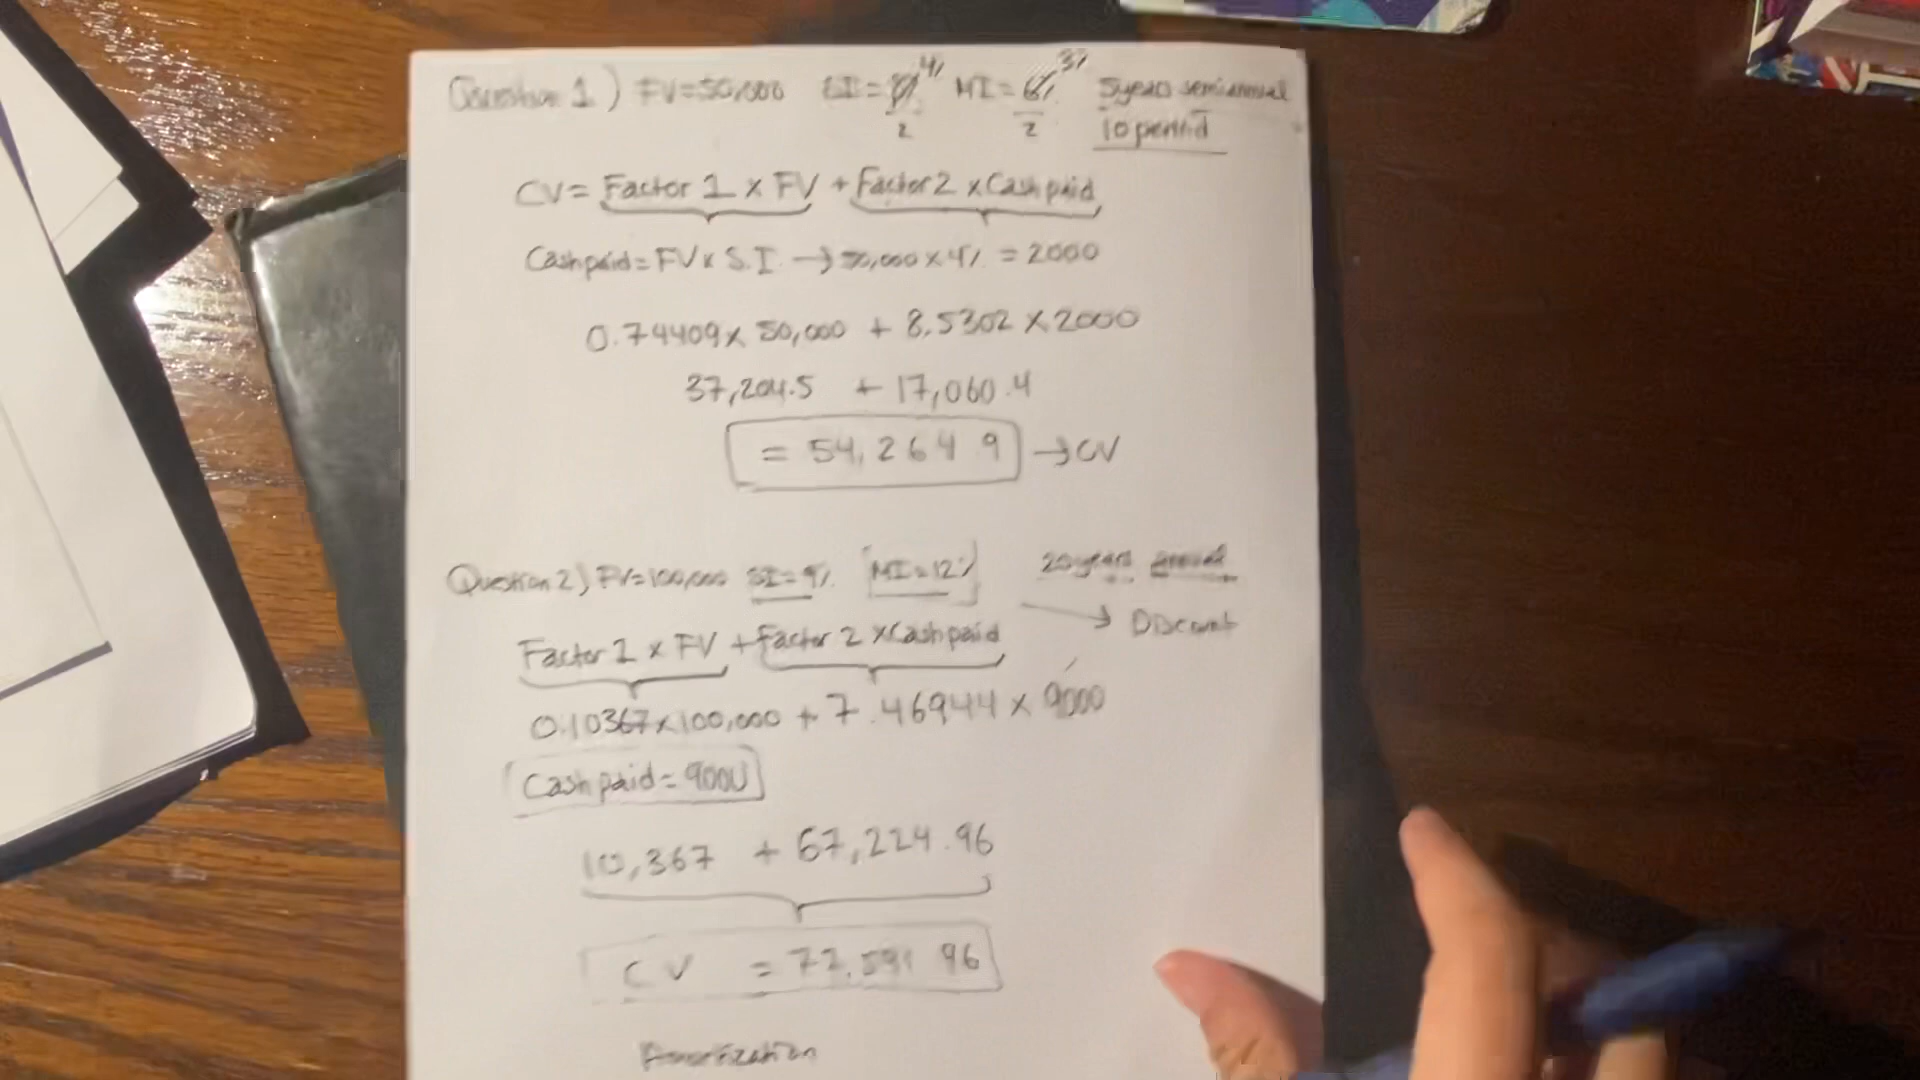 Question 1) FV=50,000 SI=8% 4% MI=6% 3% 5years semiannual
2 2 10 period
CV= Factor 1 x FV + Factor 2 x Cash paid
Cash paid= FV x S.I → 50,000 x 4% = 2000
0.74409 x 50,000 + 8.5302 x 2000
37,204.5 + 17,060.4
= 54,264 9 → CV
Question 2) FV=100,000 SI=9% MI=12% 20 years annual
→ Discount
Factor 1 x FV + Factor 2 x Cash paid
0.10367 x 100,000 + 7.46944 x 9000
Cash paid= 9000
10,367 + 67,224.96
CV = 77,591 96
Amortization